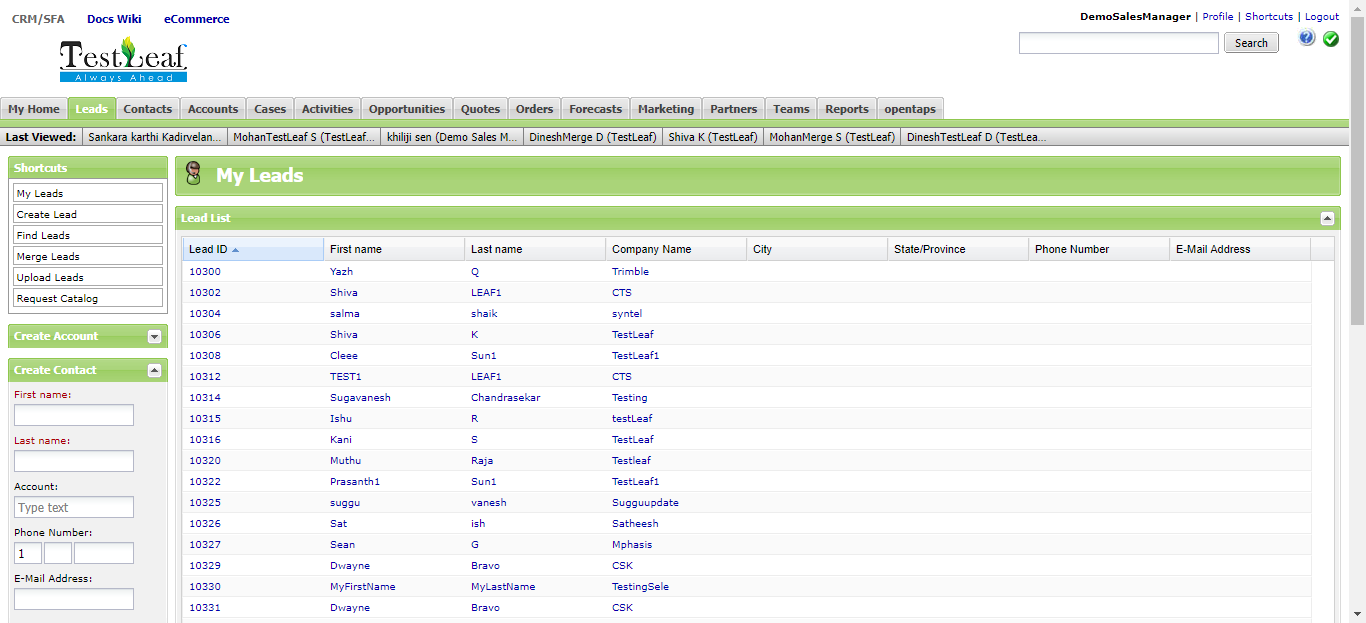 CRM/SFA Docs Wiki eCommerce
DemoSalesManager | Profile | Shortcuts | Logout
TestLeaf
Always Ahead
Search
My Home Leads Contacts Accounts Cases Activities Opportunities Quotes Orders Forecasts Marketing Partners Teams Reports opentaps
Last Viewed: Sankara karthi Kadirvelan... MohanTestLeaf S (TestLeaf... khiliji sen (Demo Sales M... DineshMerge D (TestLeaf) Shiva K (TestLeaf) MohanMerge S (TestLeaf) DineshTestLeaf D (TestLea...
Shortcuts
My Leads
Create Lead
Find Leads
Merge Leads
Upload Leads
Request Catalog
Create Account
Create Contact
First name:
Last name:
Account:
Type text
Phone Number:
1
E-Mail Address:
My Leads
Lead List
Lead ID First name Last name Company Name City State/Province Phone Number E-Mail Address
10300 Yazh Q Trimble
10302 Shiva LEAF1 CTS
10304 salma shaik syntel
10306 Shiva K TestLeaf
10308 Cleee Sun1 TestLeaf1
10312 TEST1 LEAF1 CTS
10314 Sugavanesh Chandrasekar Testing
10315 Ishu R testLeaf
10316 Kani S TestLeaf
10320 Muthu Raja Testleaf
10322 Prasanth1 Sun1 TestLeaf1
10325 suggu vanesh Sugguupdate
10326 Sat ish Satheesh
10327 Sean G Mphasis
10329 Dwayne Bravo CSK
10330 MyFirstName MyLastName TestingSele
10331 Dwayne Bravo CSK